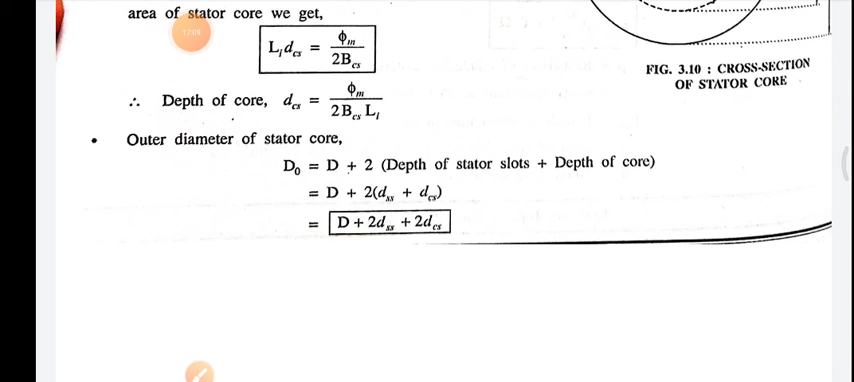 area of stator core we get,
L_i d_cs = Φ_m / 2B_cs
∴ Depth of core, d_cs = Φ_m / 2B_cs L_i
• Outer diameter of stator core,
D_0 = D + 2 (Depth of stator slots + Depth of core)
= D + 2(d_ss + d_cs)
= D + 2d_ss + 2d_cs
FIG. 3.10 : CROSS-SECTION
OF STATOR CORE